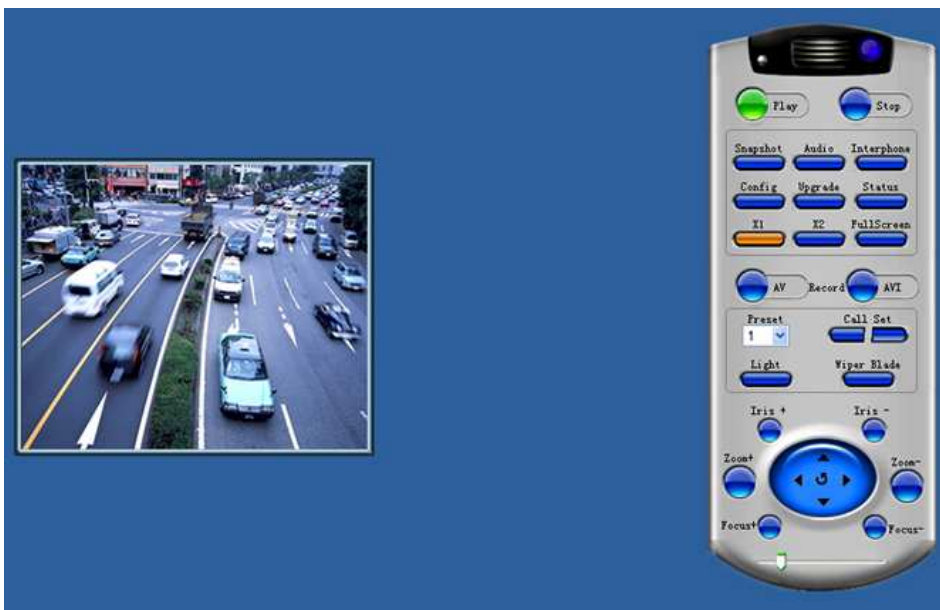 Play Stop
Snapshot Audio Interphone
Config Upgrade Status
X1 X2 FullScreen
AV Record AVI
Preset Call Set
1
Light Wiper Blade
Iris + Iris -
Zoom+ Zoom-
Focus+ Focus-